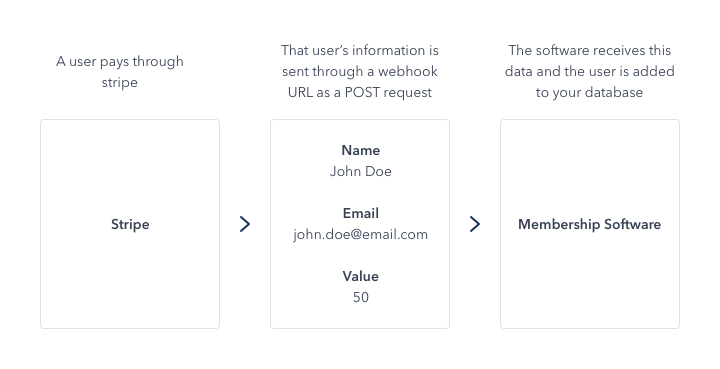 A user pays through
stripe
That user’s information is
sent through a webhook
URL as a POST request
The software receives this
data and the user is added
to your database
Stripe
Name
John Doe
Email
john.doe@email.com
Value
50
Membership Software